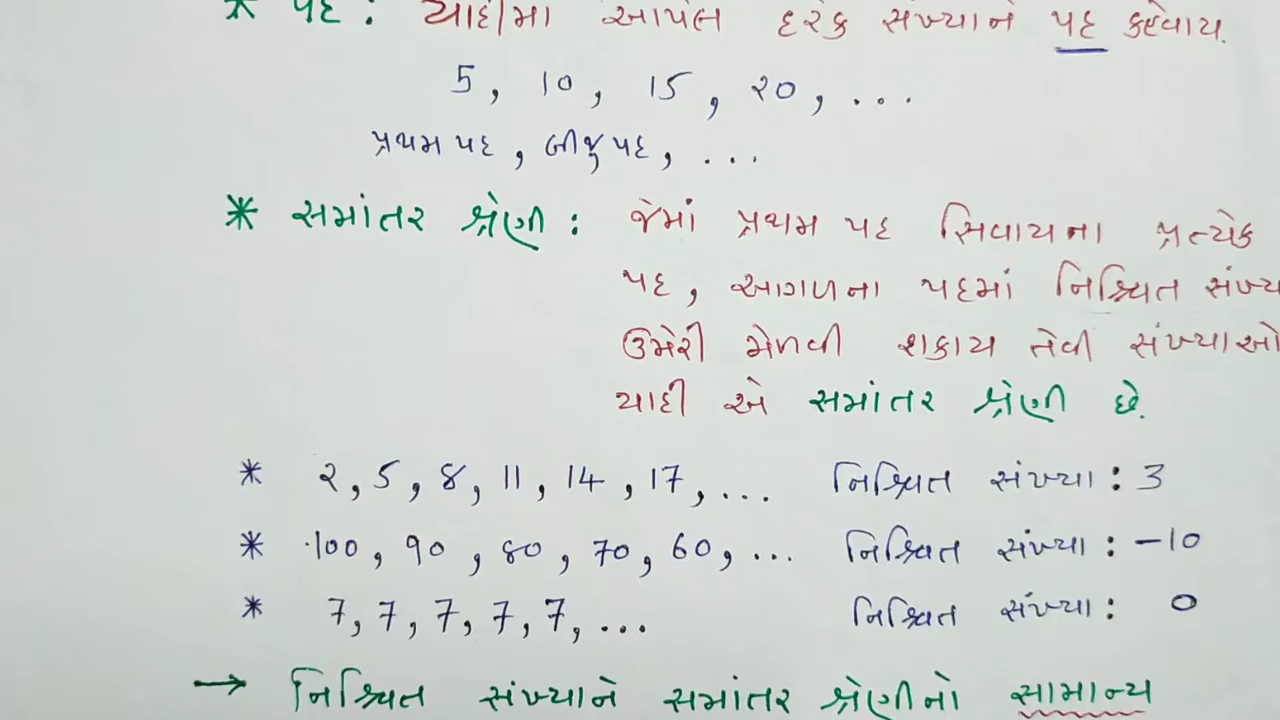 * પદ : યાદીમાં આપેલ દરેક સંખ્યાને પદ કહેવાય.
5, 10, 15, 20, ...
પ્રથમ પદ, બીજુ પદ, ...
* સમાંતર શ્રેણી : જેમાં પ્રથમ પદ સિવાયના પ્રત્યેક
પદ, આગળના પદમાં નિશ્ચિત સંખ્ય
ઉમેરી મેળવી શકાય તેવી સંખ્યાઓ
યાદી એ સમાંતર શ્રેણી છે.
* 2, 5, 8, 11, 14, 17, ... નિશ્ચિત સંખ્યા : 3
* 100, 90, 80, 70, 60, ... નિશ્ચિત સંખ્યા : -10
* 7, 7, 7, 7, 7, ... નિશ્ચિત સંખ્યા : 0
→ નિશ્ચિત સંખ્યાને સમાંતર શ્રેણીનો સામાન્ય